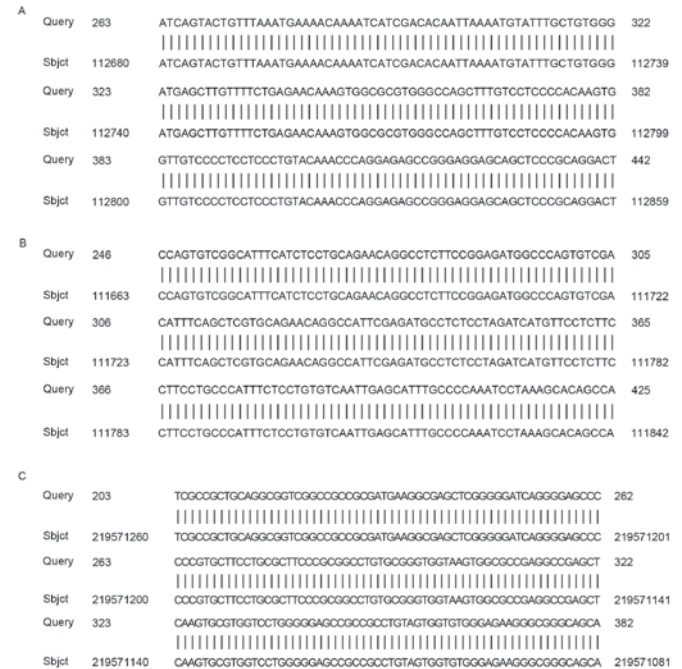 A
Query 263 ATCAGTACTGTTTAAATGAAAACAAAATCATCGACACAATTAAAATGTATTTGCTGTGGG 322
Sbjct 112680 ATCAGTACTGTTTAAATGAAAACAAAATCATCGACACAATTAAAATGTATTTGCTGTGGG 112739
Query 323 ATGAGCTTGTTTTCTGAGAACAAAGTGGCGCGTGGGCCAGCTTTGTCCTCCCCACAAGTG 382
Sbjct 112740 ATGAGCTTGTTTTCTGAGAACAAAGTGGCGCGTGGGCCAGCTTTGTCCTCCCCACAAGTG 112799
Query 383 GTTGTCCCCTCCTCCCTGTACAAACCCAGGAGAGCCGGGAGGAGCAGCTCCCGCAGGACT 442
Sbjct 112800 GTTGTCCCCTCCTCCCTGTACAAACCCAGGAGAGCCGGGAGGAGCAGCTCCCGCAGGACT 112859
B
Query 246 CCAGTGTCGGCATTTCATCTCCTGCAGAACAGGCCTCTTCCGGAGATGGCCCAGTGTCGA 305
Sbjct 111663 CCAGTGTCGGCATTTCATCTCCTGCAGAACAGGCCTCTTCCGGAGATGGCCCAGTGTCGA 111722
Query 306 CATTTCAGCTCGTGCAGAACAGGCCATTCGAGATGCCTCTCCTAGATCATGTTCCTCTTC 365
Sbjct 111723 CATTTCAGCTCGTGCAGAACAGGCCATTCGAGATGCCTCTCCTAGATCATGTTCCTCTTC 111782
Query 366 CTTCCTGCCCATTTCTCCTGTGTCAATTGAGCATTTGCCCCAAATCCTAAAGCACAGCCA 425
Sbjct 111783 CTTCCTGCCCATTTCTCCTGTGTCAATTGAGCATTTGCCCCAAATCCTAAAGCACAGCCA 111842
C
Query 203 TCGCCGCTGCAGGCGGTCGGCCGCCGCGATGAAGGCGAGCTCGGGGGATCAGGGGAGCCC 262
Sbjct 219571260 TCGCCGCTGCAGGCGGTCGGCCGCCGCGATGAAGGCGAGCTCGGGGGATCAGGGGAGCCC 219571201
Query 263 CCCGTGCTTCCTGCGCTTCCCGCGGCCTGTGCGGGTGGTAAGTGGCGCCGAGGCCGAGCT 322
Sbjct 219571200 CCCGTGCTTCCTGCGCTTCCCGCGGCCTGTGCGGGTGGTAAGTGGCGCCGAGGCCGAGCT 219571141
Query 323 CAAGTGCGTGGTCCTGGGGGAGCCGCCGCCTGTAGTGGTGTGGGAGAAGGGCGGGCAGCA 382
Sbjct 219571140 CAAGTGCGTGGTCCTGGGGGAGCCGCCGCCTGTAGTGGTGTGGGAGAAGGGCGGGCAGCA 219571081